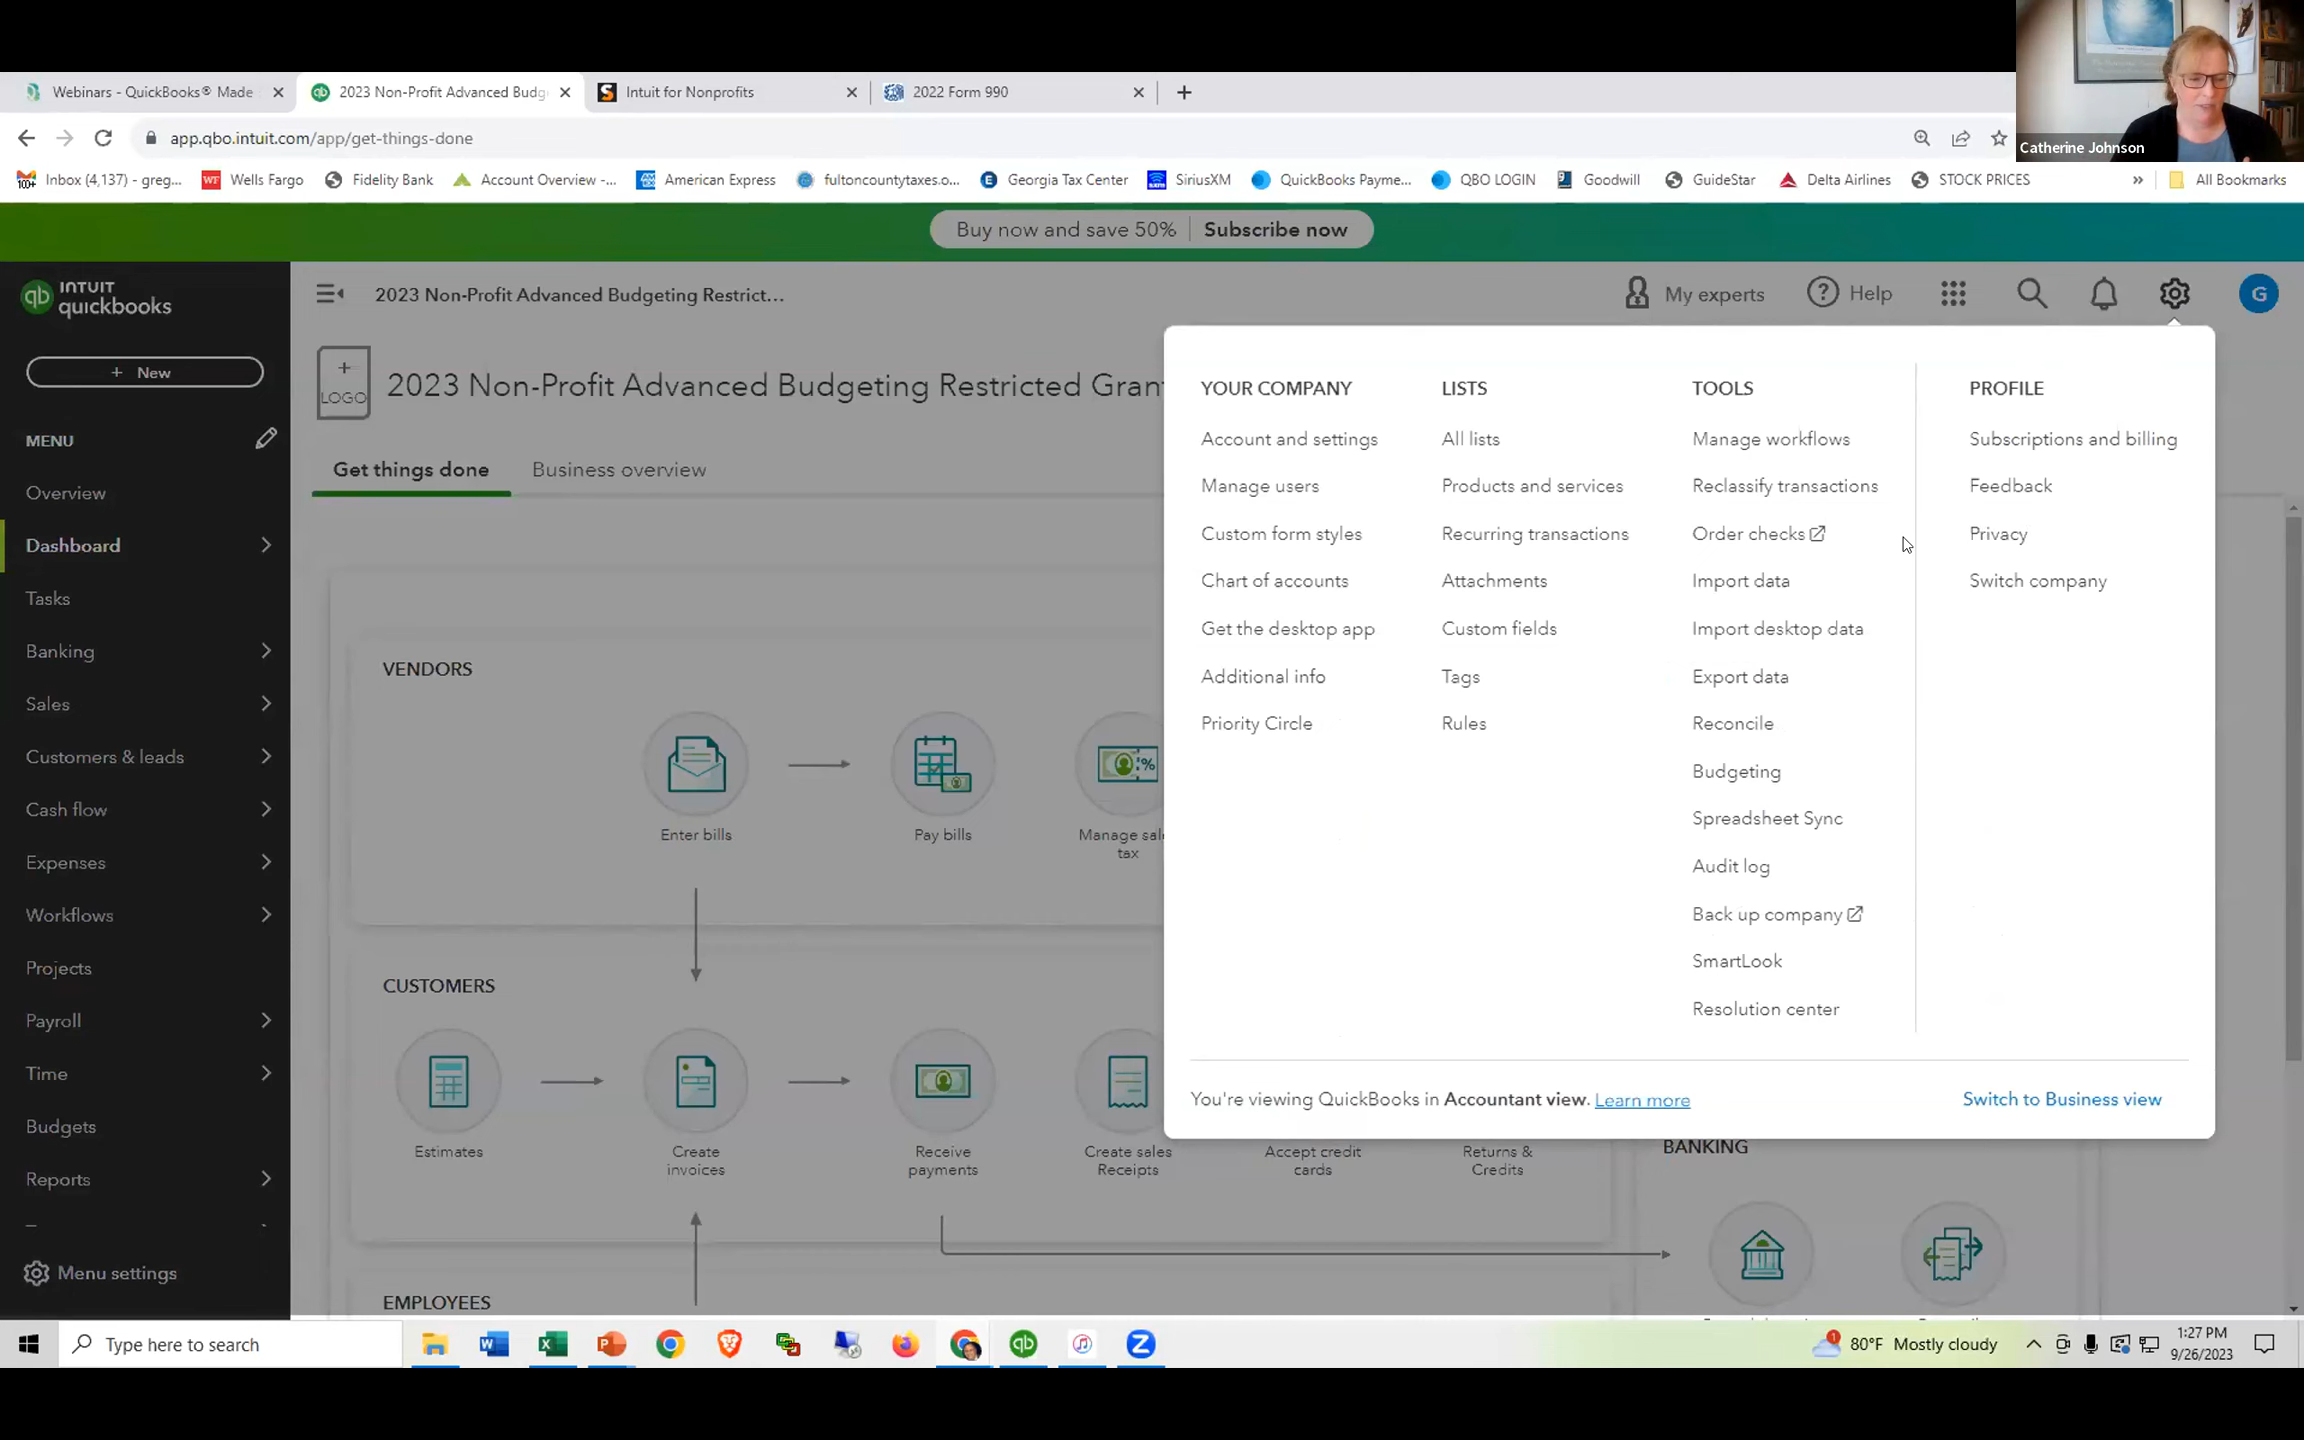 Catherine Johnson
Webinars - QuickBooks® Made
2023 Non-Profit Advanced Budg
Intuit for Nonprofits
2022 Form 990
app.qbo.intuit.com/app/get-things-done
100+
Inbox (4,137) - greg...
WF
Wells Fargo
Fidelity Bank
Account Overview -...
American Express
fultoncountytaxes.o...
Georgia Tax Center
SiriusXM
QuickBooks Payme...
QBO LOGIN
Goodwill
GuideStar
Delta Airlines
STOCK PRICES
»
All Bookmarks
Buy now and save 50%
Subscribe now
qb
INTUIT
quickbooks
2023 Non-Profit Advanced Budgeting Restrict...
My experts
Help
G
+ New
MENU
Overview
Dashboard
Tasks
Banking
Sales
Customers & leads
Cash flow
Expenses
Workflows
Projects
Payroll
Time
Budgets
Reports
Menu settings
+
LOGO
2023 Non-Profit Advanced Budgeting Restricted Gran
Get things done
Business overview
VENDORS
Enter bills
Pay bills
Manage sal
tax
CUSTOMERS
Estimates
Create
invoices
Receive
payments
Create sales
Receipts
Accept credit
cards
Returns &
Credits
EMPLOYEES
BANKING
YOUR COMPANY
Account and settings
Manage users
Custom form styles
Chart of accounts
Get the desktop app
Additional info
Priority Circle
LISTS
All lists
Products and services
Recurring transactions
Attachments
Custom fields
Tags
Rules
TOOLS
Manage workflows
Reclassify transactions
Order checks
Import data
Import desktop data
Export data
Reconcile
Budgeting
Spreadsheet Sync
Audit log
Back up company
SmartLook
Resolution center
PROFILE
Subscriptions and billing
Feedback
Privacy
Switch company
You're viewing QuickBooks in Accountant view. Learn more
Switch to Business view
Type here to search
1
80°F Mostly cloudy
1:27 PM
9/26/2023